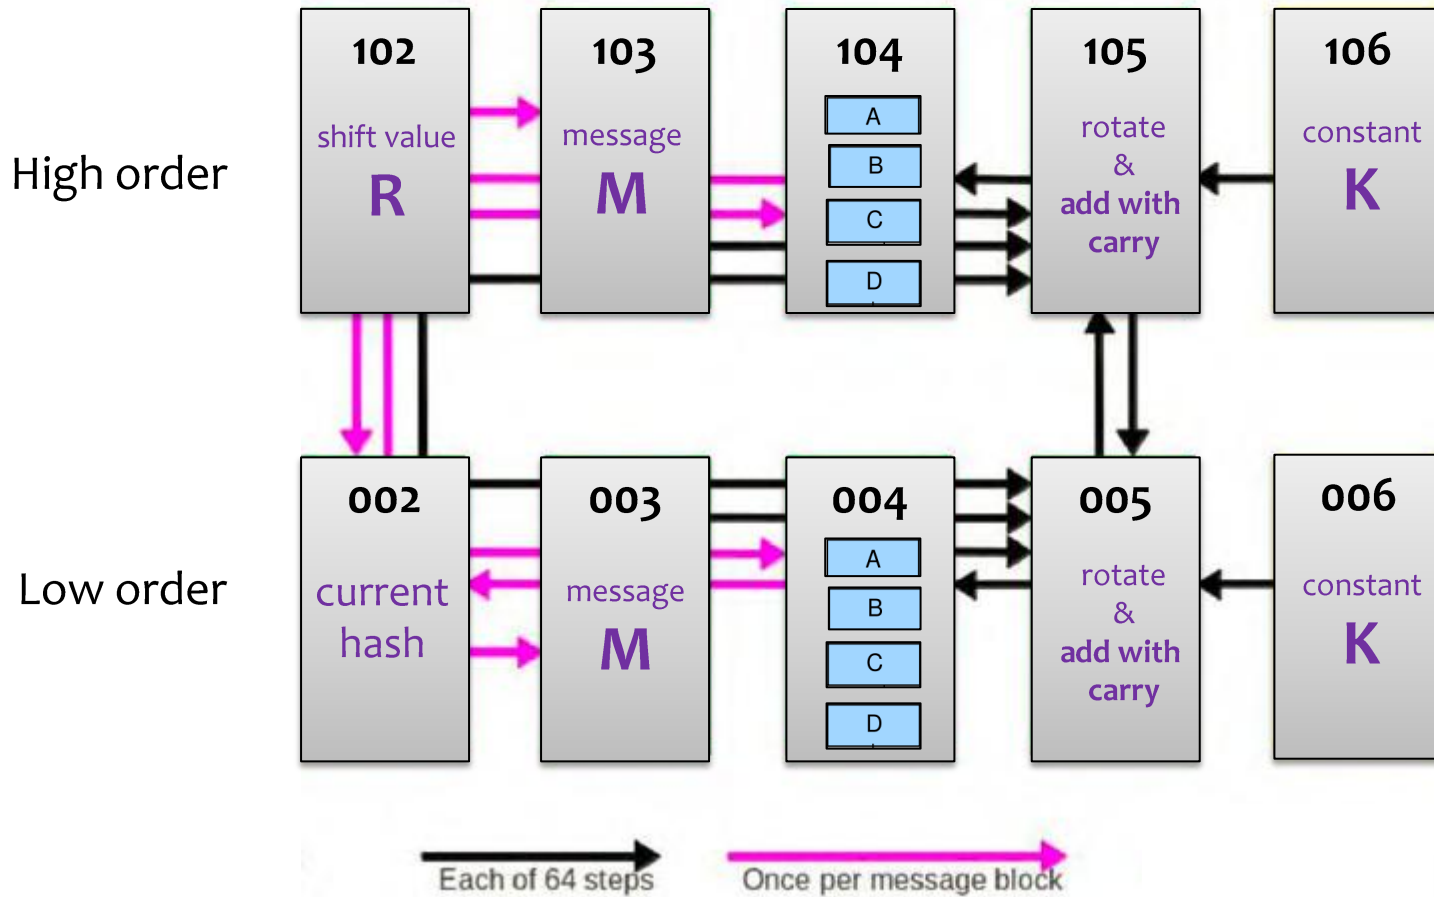 102
103
104
105
106
shift value
R
message
M
A
B
C
D
rotate
&
add with
carry
constant
K
High order
002
003
004
005
006
current
hash
message
M
A
B
C
D
rotate
&
add with
carry
constant
K
Low order
Each of 64 steps
Once per message block